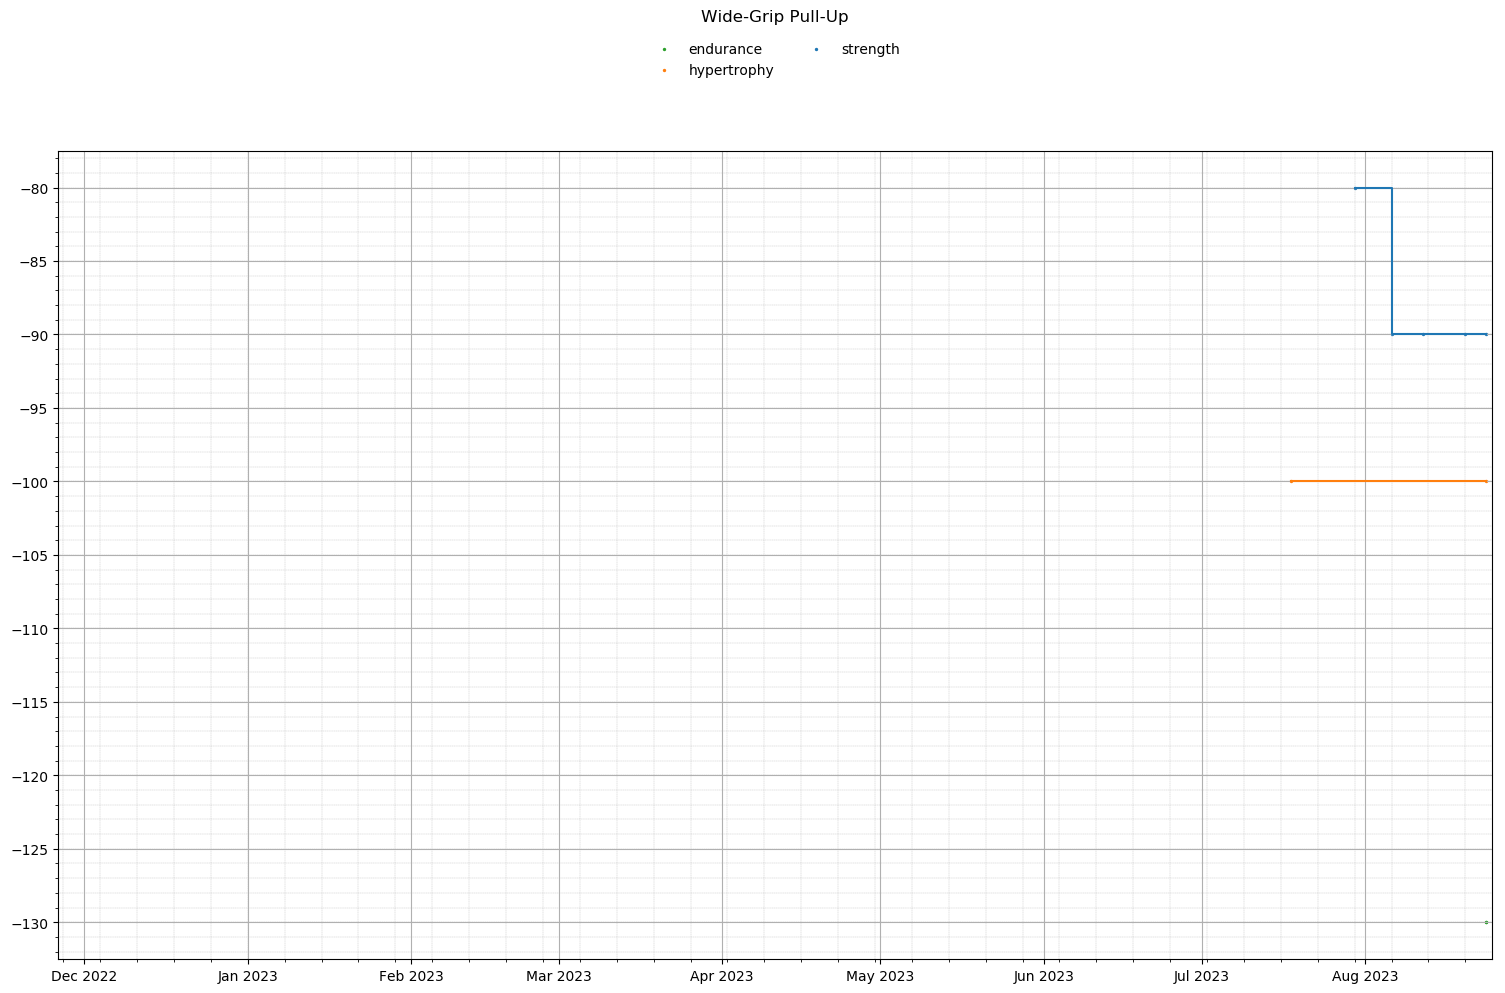 Wide-Grip Pull-Up
endurance strength
hypertrophy
−80
−85
−90
−95
−100
−105
−110
−115
−120
−125
−130
Dec 2022 Jan 2023 Feb 2023 Mar 2023 Apr 2023 May 2023 Jun 2023 Jul 2023 Aug 2023